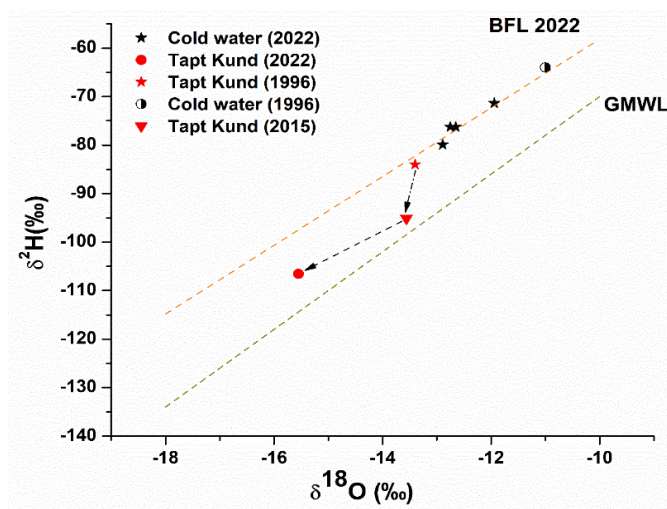 BFL 2022
GMWL
Cold water (2022)
Tapt Kund (2022)
Tapt Kund (1996)
Cold water (1996)
Tapt Kund (2015)
-60
-70
-80
-90
-100
-110
-120
-130
-140
δ²H(‰)
-18
-16
-14
-12
-10
δ¹⁸O (‰)